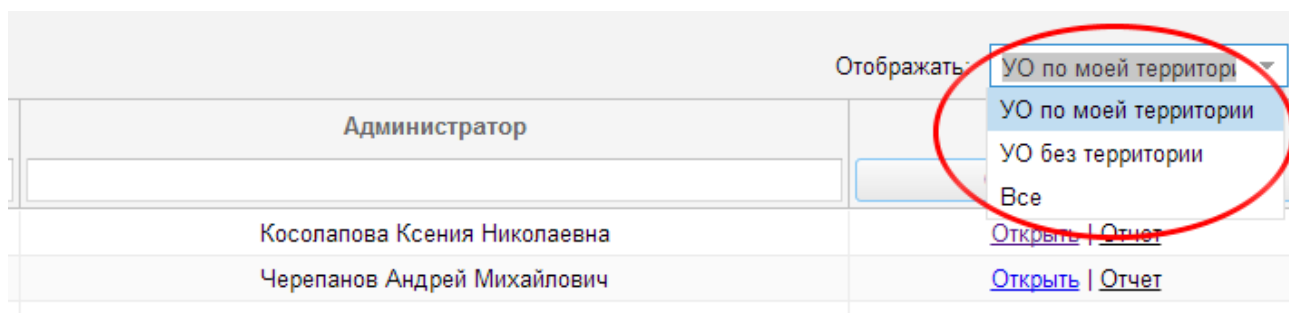 Отображать: УО по моей территори
УО по моей территории
Администратор
УО без территории
Все
Косолапова Ксения Николаевна Открыть | Отчет
Черепанов Андрей Михайлович Открыть | Отчет